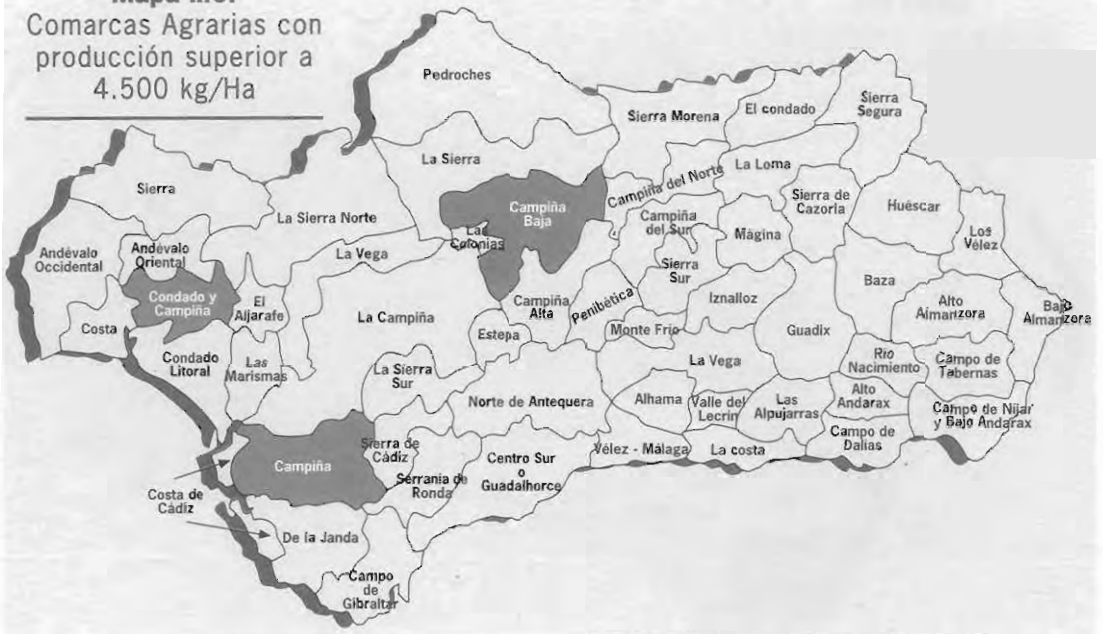 Comarcas Agrarias con
producción superior a
4.500 kg/Ha
Pedroches
Sierra Morena
El condado
Sierra
Segura
La Sierra
La Loma
Campiña del Norte
Sierra de
Cazorla
Huéscar
Los
Vélez
Sierra
La Sierra Norte
Campiña
Baja
Las
Colonias
Campiña
del Sur
Mágina
Andévalo
Occidental
Andévalo
Oriental
La Vega
Sierra
Sur
Baza
Condado y
Campiña
El
Aljarafe
La Campiña
Campiña
Alta
Penibética
Iznalloz
Guadix
Alto
Almanzora
Bajo
Almanzora
Costa
Estepa
Monte Frío
Condado
Litoral
Las
Marismas
La Sierra
Sur
La Vega
Río
Nacimiento
Campo de
Tabernas
Norte de Antequera
Alhama
Valle del
Lecrín
Las
Alpujarras
Alto
Andarax
Campo de Nijar
y Bajo Andarax
Campiña
Sierra de
Cádiz
Serranía de
Ronda
Centro Sur
o
Guadalhorce
Vélez - Málaga
La costa
Campo de
Dalias
Costa de
Cádiz
De la Janda
Campo
de
Gibraltar